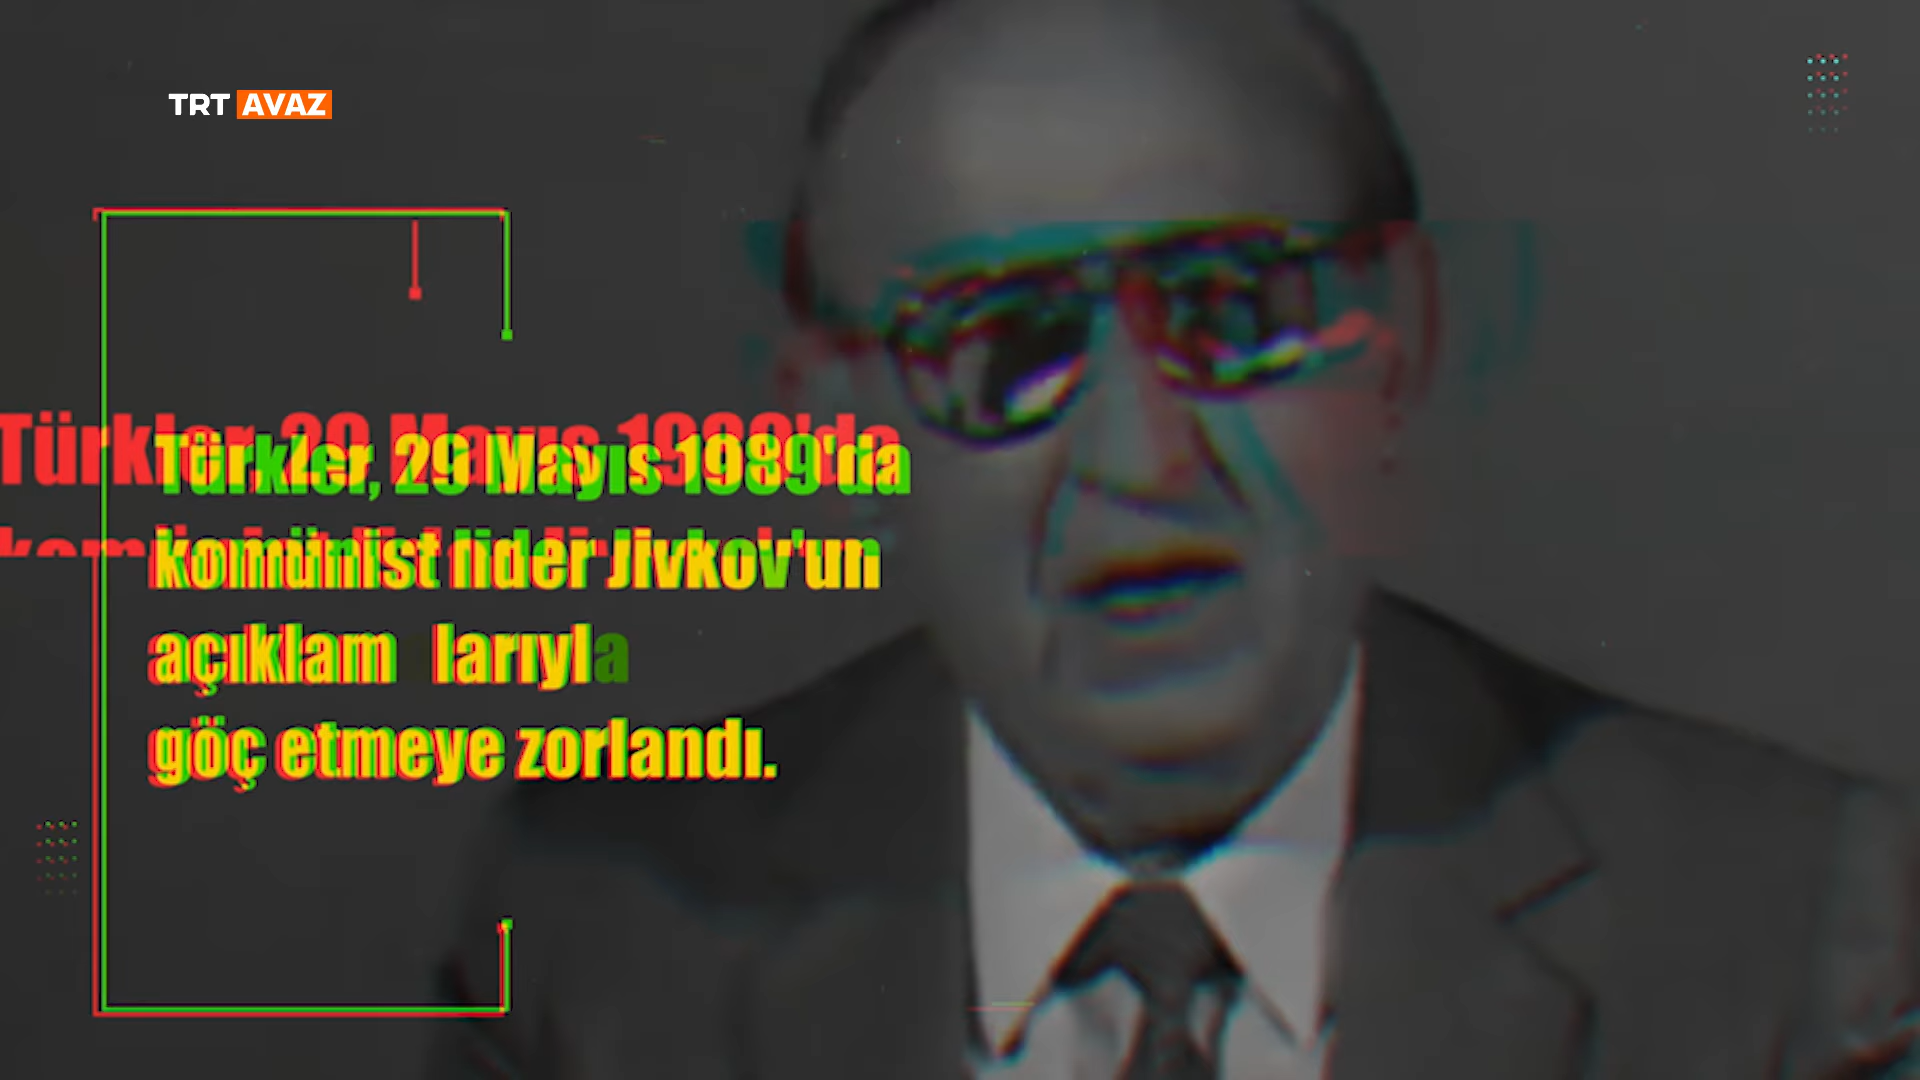 TRT AVAZ
Türkler, 29 Mayıs 1989'da
komünist lider Jivkov'un
açıklam larıyla
göç etmeye zorlandı.